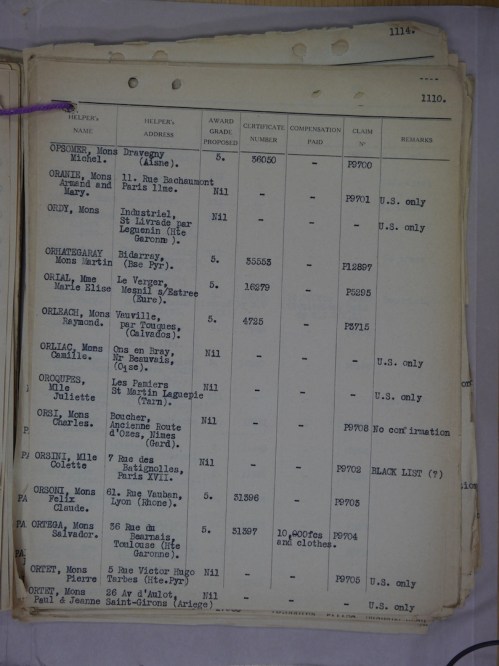 1114.
1110.
HELPER's NAME HELPER's ADDRESS AWARD GRADE PROPOSED CERTIFICATE NUMBER COMPENSATION PAID CLAIM Nº REMARKS
OPSOMER, Mons Dravegny 5. 36050 - P9700
Michel. (Aisne).
ORANIE, Mons 11. Rue Bachaumont Nil - - P9701 U.S. only
Armand and Paris 11me.
Mary.
ORDY, Mons Industriel, Nil - - - U.S. only
St Livrade par
Leguenin (Hte
Garonne).
ORHATEGARAY Bidarray, 5. 35553 - P12897
Mons Martin (Bse Pyr).
ORIAL, Mme Le Verger, 5. 16279 - P5295
Marie Elise Mesnil s/Estree
(Eure).
ORLEACH, Mons Vauville, 5. 4725 - P3715
Raymond. par Touques,
(Calvados).
ORLIAC, Mons Ons en Bray, Nil - - - U.S. only
Camille. Nr Beauvais,
(Oise).
OROQUFES, Les Pamiers Nil - - - U.S. only
Mlle St Martin Laguepie
Juliette (Tarn).
ORSI, Mons Boucher, Nil - - P9708 No confirmation
Charles. Ancienne Route
d'Ozes, Nimes
(Gard).
ORSINI, Mlle 7 Rue des Nil - - P9702 BLACK LIST (?)
Colette Batignolles,
Paris XVII.
ORSONI, Mons 61. Rue Vauban, 5. 51396 - P9703
Felix Lyon (Rhone).
Claude.
ORTEGA, Mons 36 Rue du 5. 51397 10,000fcs P9704
Salvador. Bearnais, and clothes.
Toulouse (Hte
Garonne).
ORTET, Mons 5 Rue Victor Hugo Nil - - P9705 U.S. only
Pierre Tarbes (Hte.Pyr)
ORTET, Mons 26 Av d'Aulot, Nil - - - U.S. only
Paul & Jeanne Saint-Girons (Ariege)